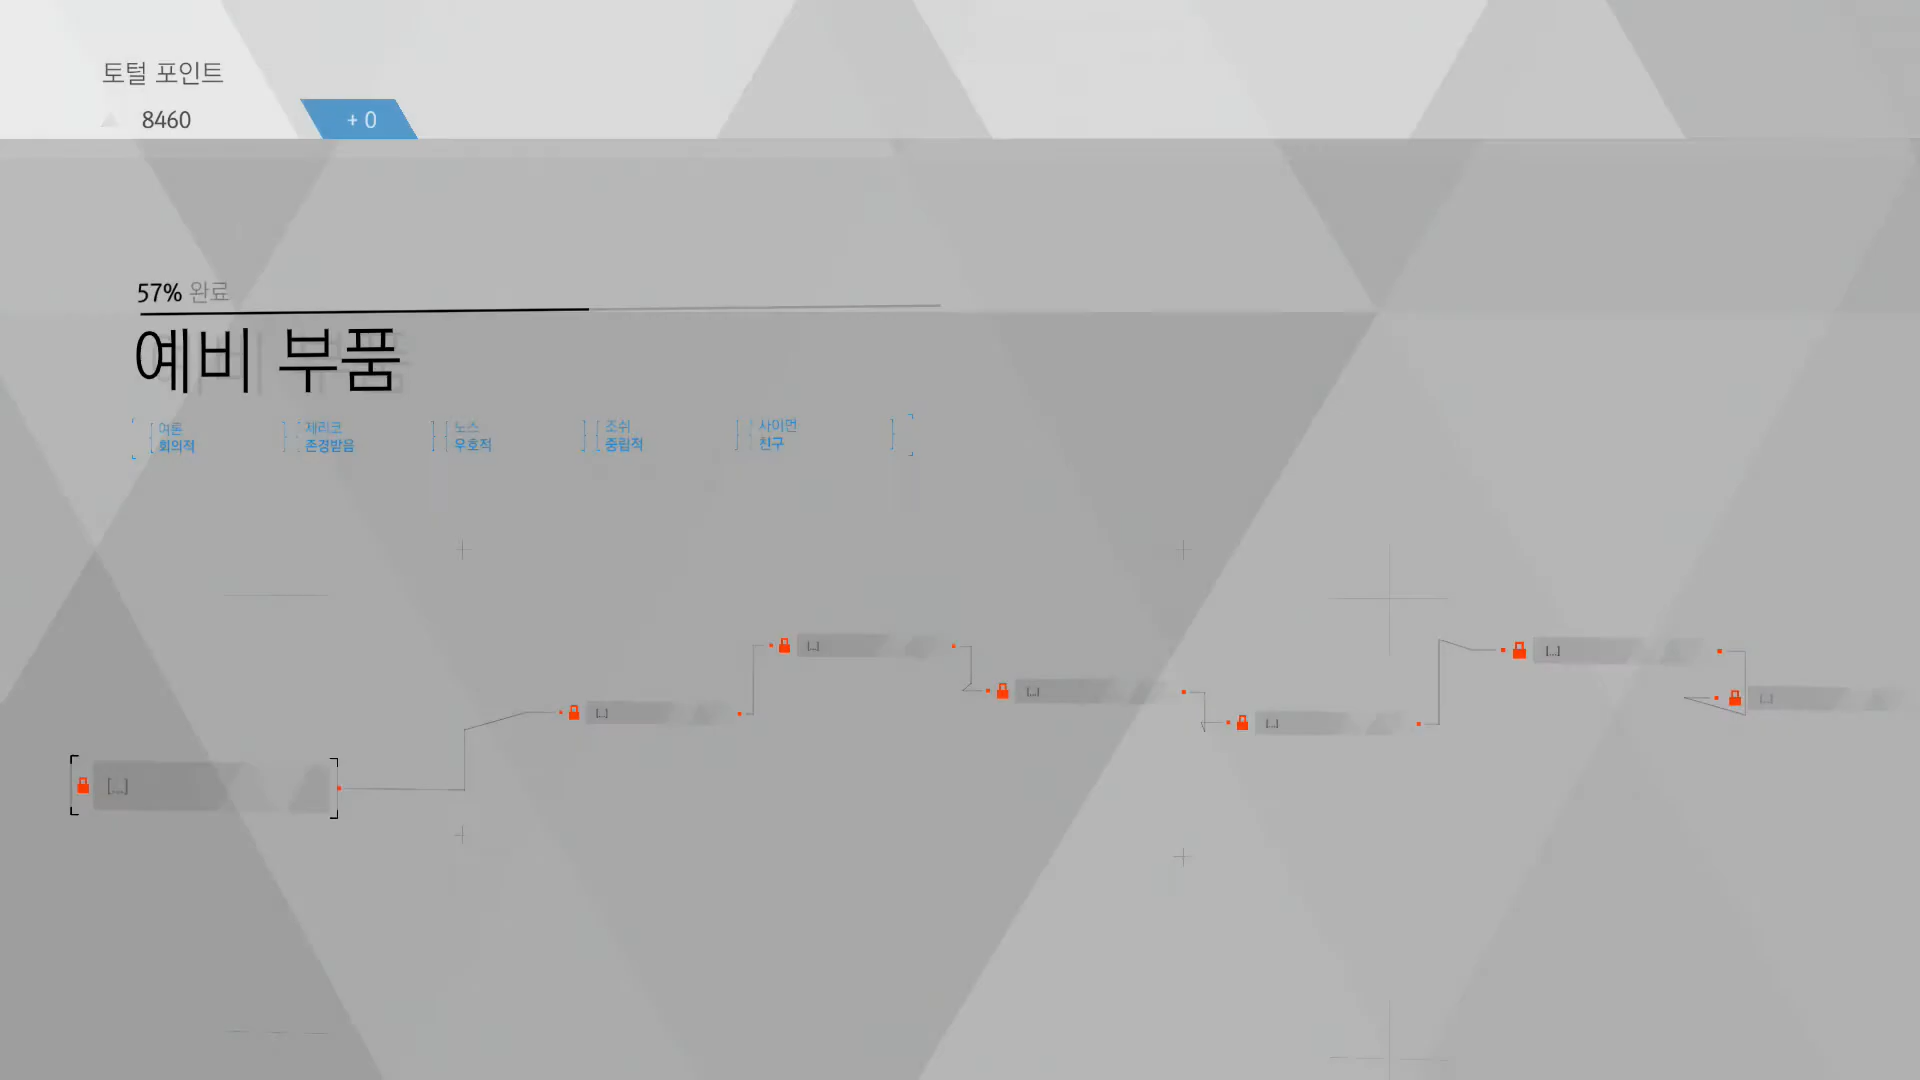 토털 포인트
8460
+ 0
57% 완료
예비 부품
여론
회의적
제리코
존경받음
노스
우호적
조쉬
중립적
사이먼
친구
[...]
[...]
[...]
[...]
[...]
[...]
[...]